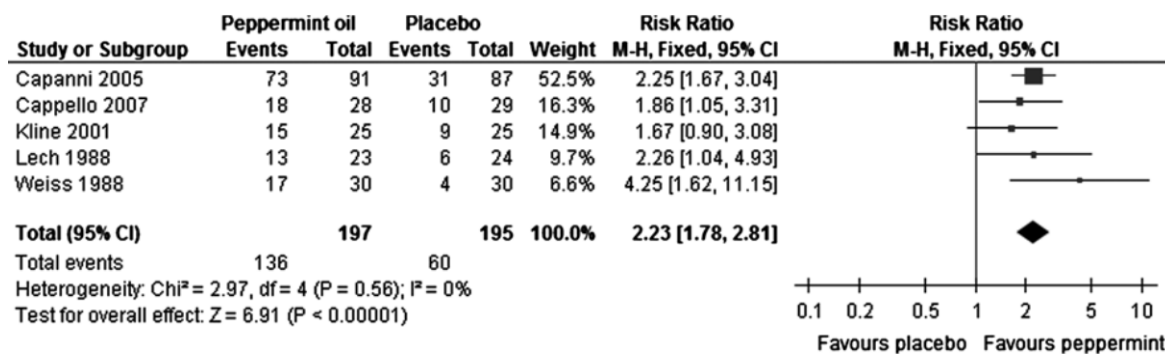 Peppermint oil Placebo Risk Ratio Risk Ratio
Study or Subgroup Events Total Events Total Weight M-H, Fixed, 95% CI M-H, Fixed, 95% CI
Capanni 2005 73 91 31 87 52.5% 2.25 [1.67, 3.04]
Cappello 2007 18 28 10 29 16.3% 1.86 [1.05, 3.31]
Kline 2001 15 25 9 25 14.9% 1.67 [0.90, 3.08]
Lech 1988 13 23 6 24 9.7% 2.26 [1.04, 4.93]
Weiss 1988 17 30 4 30 6.6% 4.25 [1.62, 11.15]
Total (95% CI) 197 195 100.0% 2.23 [1.78, 2.81]
Total events 136 60
Heterogeneity: Chi² = 2.97, df = 4 (P = 0.56); I² = 0%
Test for overall effect: Z = 6.91 (P < 0.00001)
0.1 0.2 0.5 1 2 5 10
Favours placebo Favours peppermint